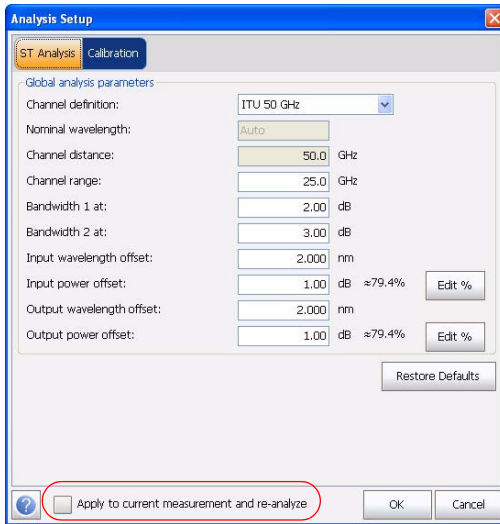 Analysis Setup
ST Analysis Calibration
Global analysis parameters
Channel definition: ITU 50 GHz
Nominal wavelength: Auto
Channel distance: 50.0 GHz
Channel range: 25.0 GHz
Bandwidth 1 at: 2.00 dB
Bandwidth 2 at: 3.00 dB
Input wavelength offset: 2.000 nm
Input power offset: 1.00 dB ≈79.4% Edit %
Output wavelength offset: 2.000 nm
Output power offset: 1.00 dB ≈79.4% Edit %
Restore Defaults
? Apply to current measurement and re-analyze OK Cancel